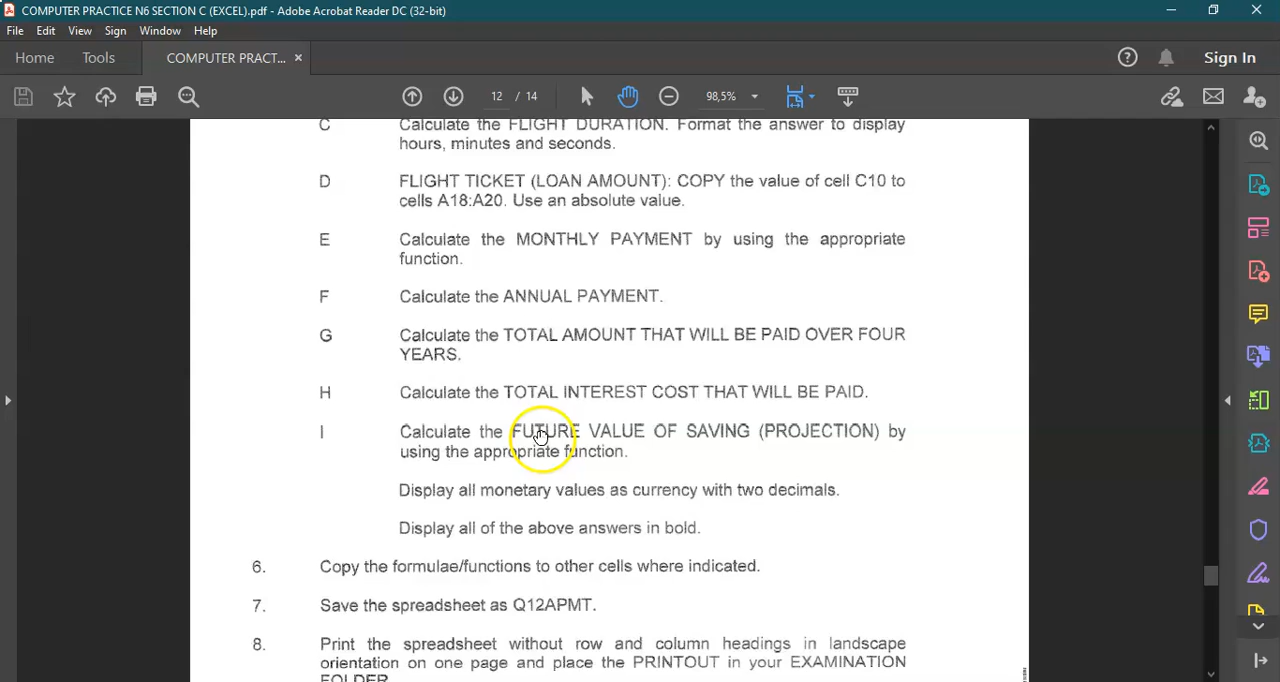 COMPUTER PRACTICE N6 SECTION C (EXCEL).pdf - Adobe Acrobat Reader DC (32-bit)
File Edit View Sign Window Help
Home Tools COMPUTER PRACT... × Sign In
12 / 14 98,5%
C Calculate the FLIGHT DURATION. Format the answer to display
hours, minutes and seconds.
D FLIGHT TICKET (LOAN AMOUNT): COPY the value of cell C10 to
cells A18:A20. Use an absolute value.
E Calculate the MONTHLY PAYMENT by using the appropriate
function.
F Calculate the ANNUAL PAYMENT.
G Calculate the TOTAL AMOUNT THAT WILL BE PAID OVER FOUR
YEARS.
H Calculate the TOTAL INTEREST COST THAT WILL BE PAID.
I Calculate the FUTURE VALUE OF SAVING (PROJECTION) by
using the appropriate function.
Display all monetary values as currency with two decimals.
Display all of the above answers in bold.
6. Copy the formulae/functions to other cells where indicated.
7. Save the spreadsheet as Q12APMT.
8. Print the spreadsheet without row and column headings in landscape
orientation on one page and place the PRINTOUT in your EXAMINATION
FOLDER